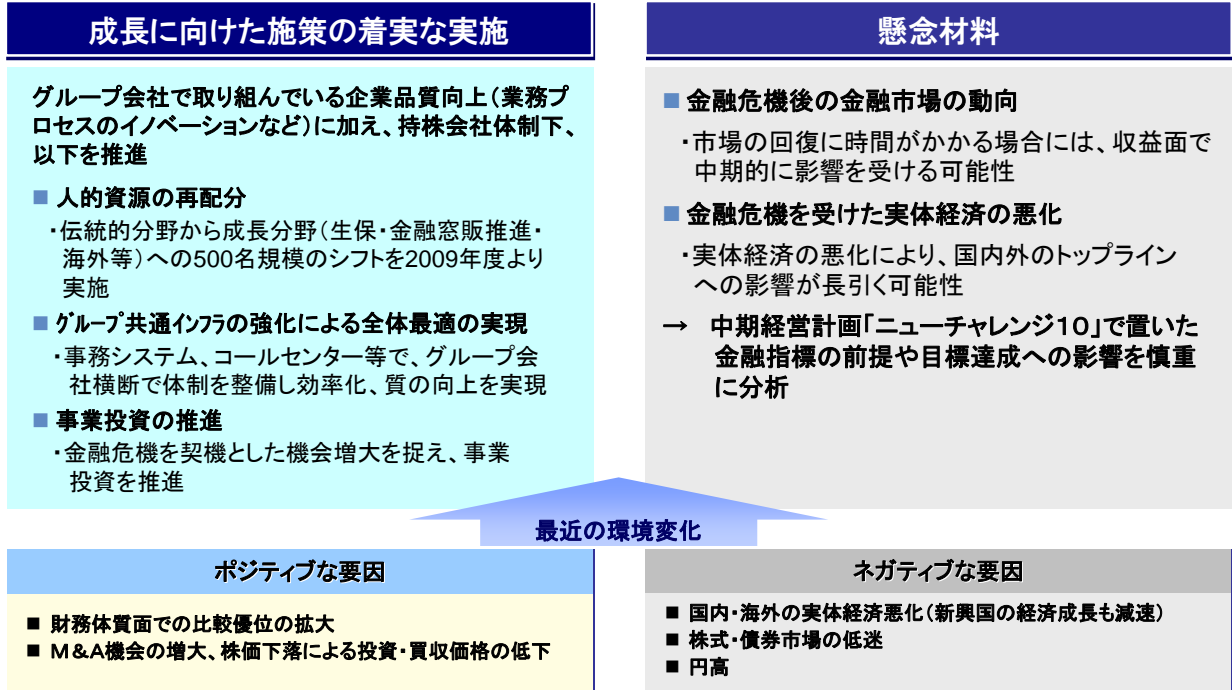 成長に向けた施策の着実な実施
グループ会社で取り組んでいる企業品質向上（業務プ
ロセスのイノベーションなど）に加え、持株会社体制下、
以下を推進
■ 人的資源の再配分
・伝統的分野から成長分野（生保・金融窓販推進・
海外等）への500名規模のシフトを2009年度より
実施
■ グループ共通インフラの強化による全体最適の実現
・事務システム、コールセンター等で、グループ会
社横断で体制を整備し効率化、質の向上を実現
■ 事業投資の推進
・金融危機を契機とした機会増大を捉え、事業
投資を推進
懸念材料
■ 金融危機後の金融市場の動向
・市場の回復に時間がかかる場合には、収益面で
中期的に影響を受ける可能性
■ 金融危機を受けた実体経済の悪化
・実体経済の悪化により、国内外のトップライン
への影響が長引く可能性
→ 中期経営計画「ニューチャレンジ１０」で置いた
金融指標の前提や目標達成への影響を慎重
に分析
最近の環境変化
ポジティブな要因
■ 財務体質面での比較優位の拡大
■ Ｍ＆Ａ機会の増大、株価下落による投資・買収価格の低下
ネガティブな要因
■ 国内・海外の実体経済悪化（新興国の経済成長も減速）
■ 株式・債券市場の低迷
■ 円高